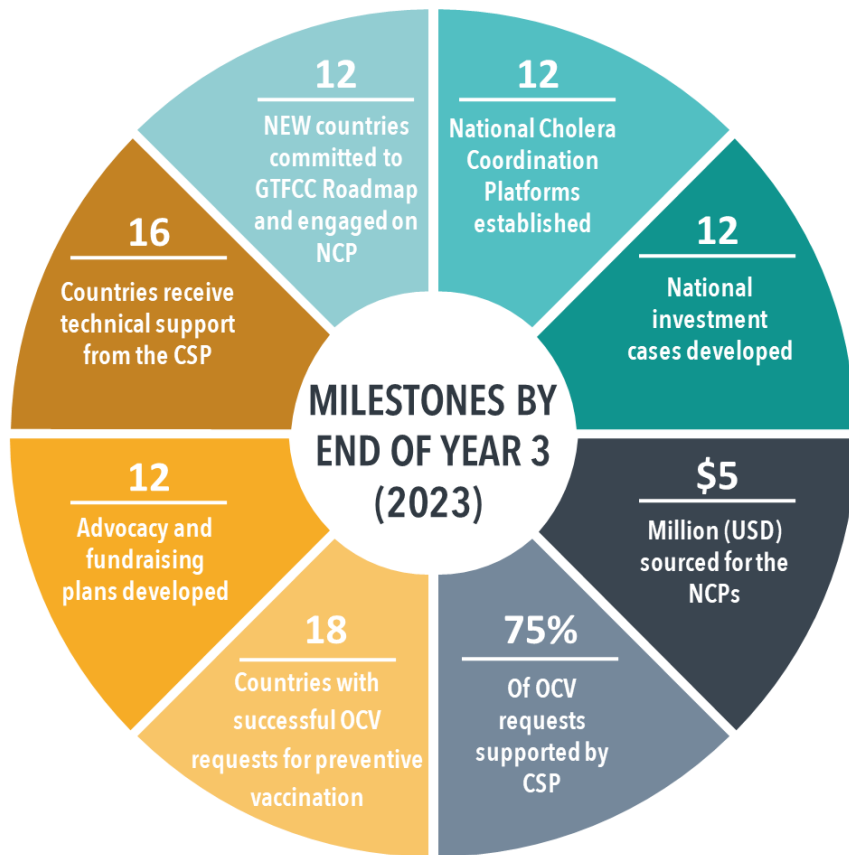 MILESTONES BY
END OF YEAR 3
(2023)
12
NEW countries
committed to
GTFCC Roadmap
and engaged on
NCP
12
National Cholera
Coordination
Platforms
established
12
National
investment
cases developed
$5
Million (USD)
sourced for the
NCPs
75%
Of OCV
requests
supported by
CSP
18
Countries with
successful OCV
requests for preventive
vaccination
12
Advocacy and
fundraising
plans developed
16
Countries receive
technical support
from the CSP